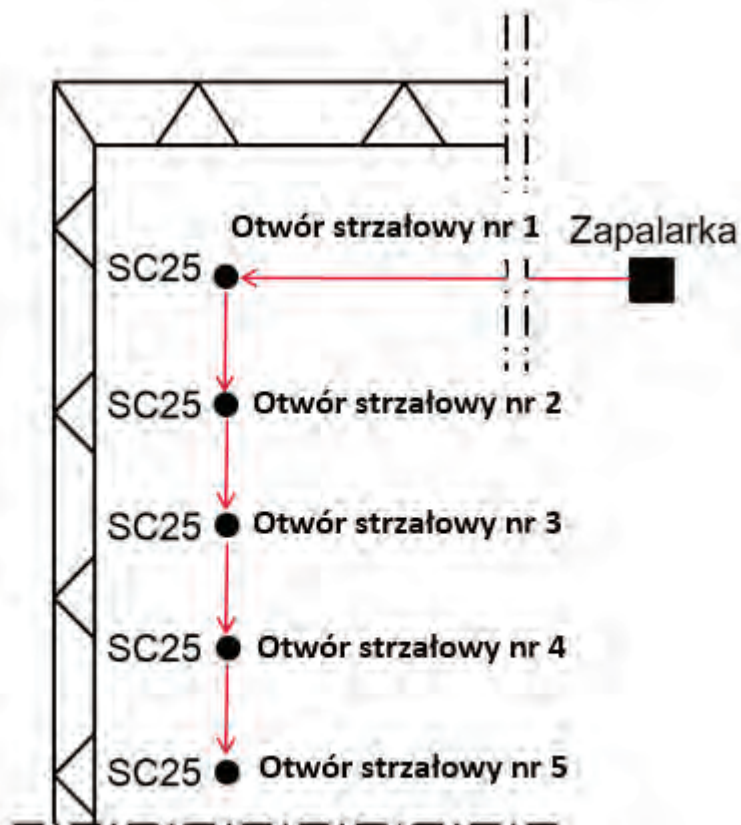 Otwór strzałowy nr 1
Zapalarka
SC25
SC25 Otwór strzałowy nr 2
SC25 Otwór strzałowy nr 3
SC25 Otwór strzałowy nr 4
SC25 Otwór strzałowy nr 5